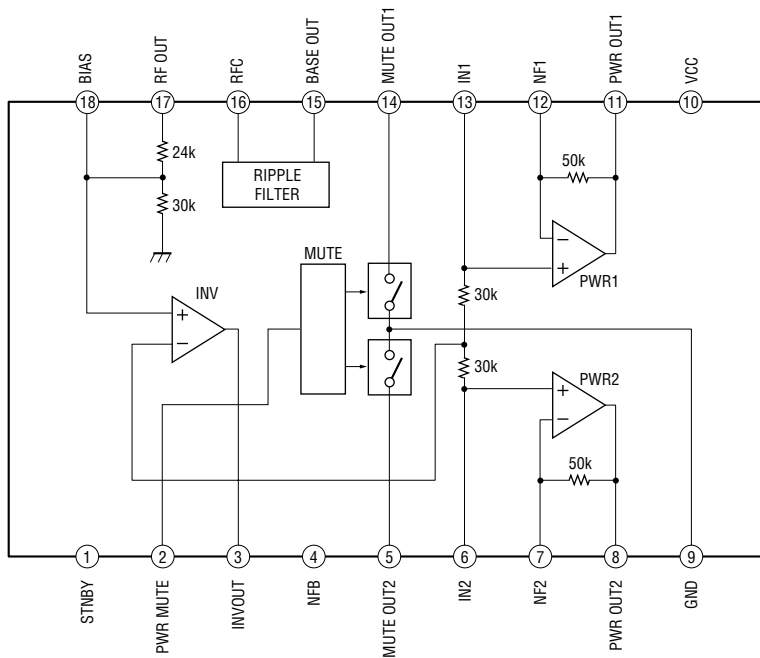 BIAS
RF OUT
RFC
BASE OUT
MUTE OUT1
IN1
NF1
PWR OUT1
VCC
18
17
16
15
14
13
12
11
10
24k
30k
RIPPLE
FILTER
50k
−
+
PWR1
MUTE
INV
+
−
30k
30k
PWR2
+
−
50k
1
2
3
4
5
6
7
8
9
STNBY
PWR MUTE
INVOUT
NFB
MUTE OUT2
IN2
NF2
PWR OUT2
GND